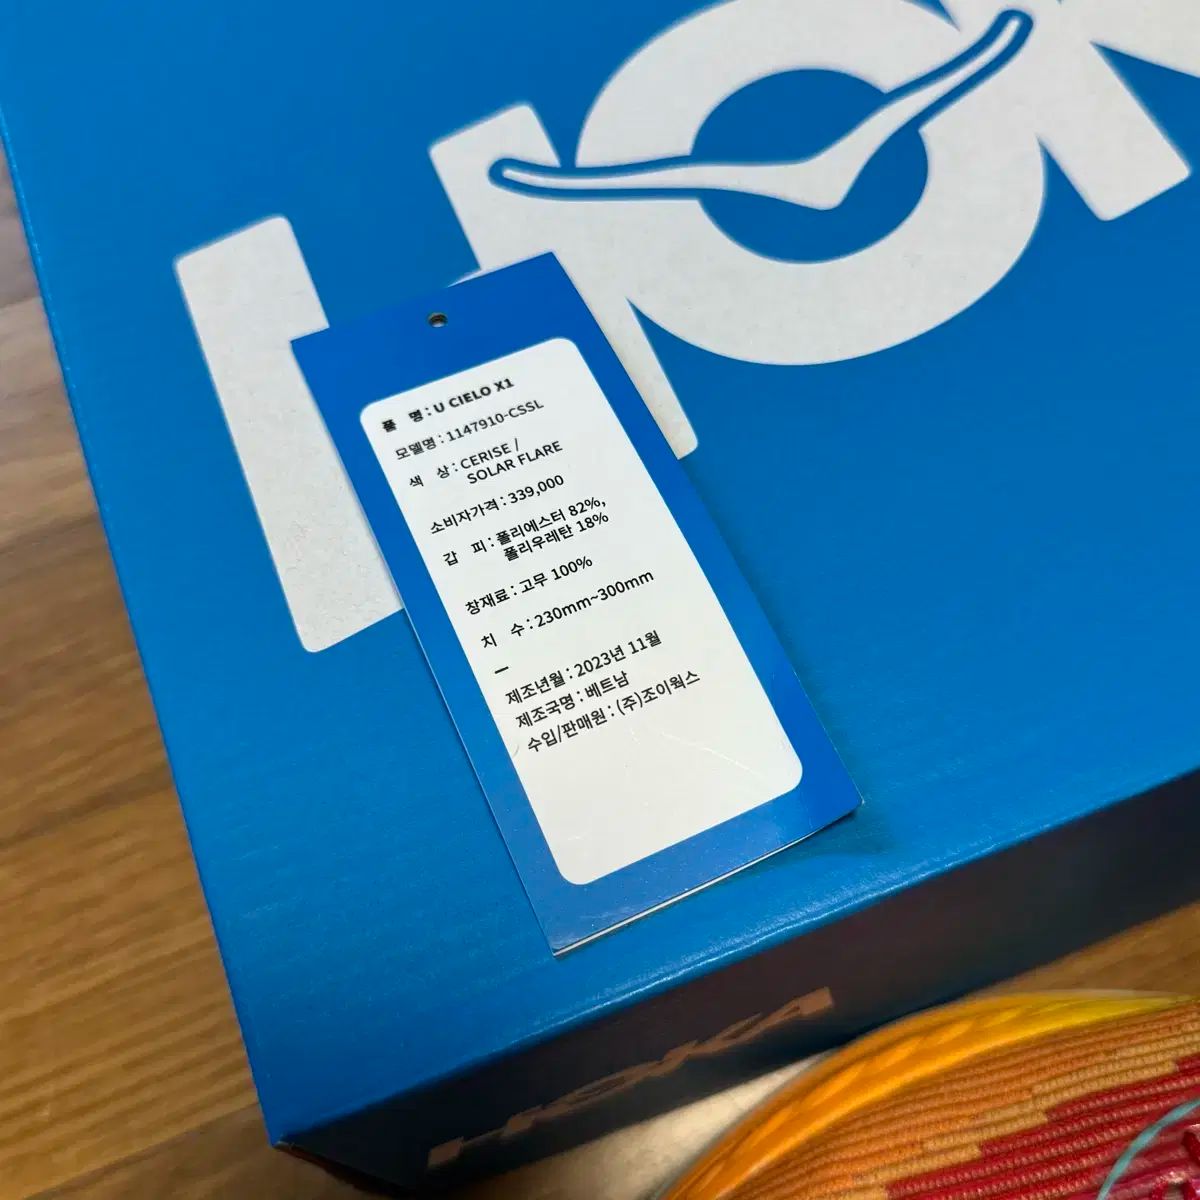 HOKA
품 명 : U CIELO X1
모델명 : 1147910-CSSL
색 상 : CERISE /
SOLAR FLARE
소비자가격 : 339,000
갑 피 : 폴리에스터 82%,
폴리우레탄 18%
창재료 : 고무 100%
치 수 : 230mm~300mm
—
제조년월 : 2023년 11월
제조국명 : 베트남
수입/판매원 : (주)조이웍스
HOKA